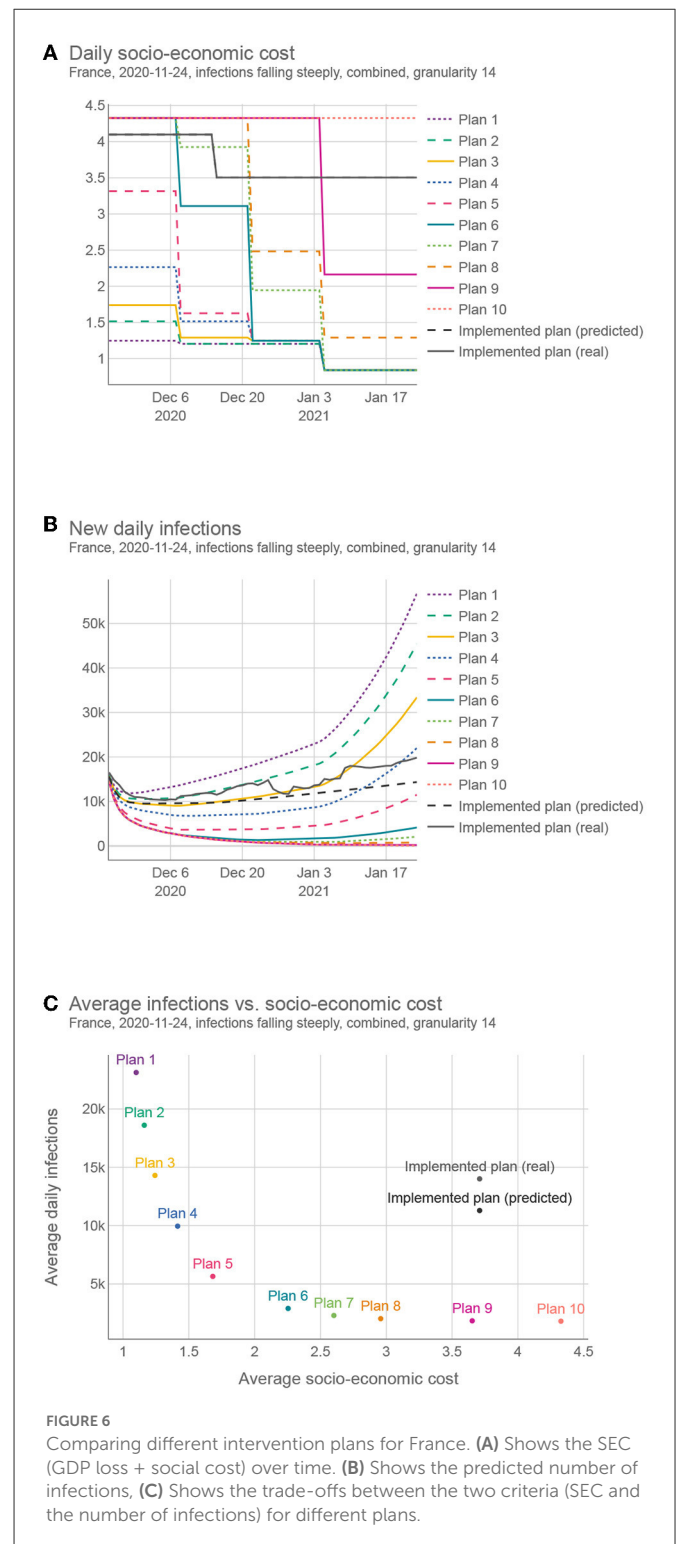 A Daily socio-economic cost
France, 2020-11-24, infections falling steeply, combined, granularity 14
4.5
4
3.5
3
2.5
2
1.5
1
Dec 6
2020
Dec 20
Jan 3
2021
Jan 17
Plan 1
Plan 2
Plan 3
Plan 4
Plan 5
Plan 6
Plan 7
Plan 8
Plan 9
Plan 10
Implemented plan (predicted)
Implemented plan (real)
B New daily infections
France, 2020-11-24, infections falling steeply, combined, granularity 14
50k
40k
30k
20k
10k
0
Dec 6
2020
Dec 20
Jan 3
2021
Jan 17
Plan 1
Plan 2
Plan 3
Plan 4
Plan 5
Plan 6
Plan 7
Plan 8
Plan 9
Plan 10
Implemented plan (predicted)
Implemented plan (real)
C Average infections vs. socio-economic cost
France, 2020-11-24, infections falling steeply, combined, granularity 14
Average daily infections
20k
15k
10k
5k
Plan 1
Plan 2
Plan 3
Plan 4
Plan 5
Plan 6
Plan 7
Plan 8
Plan 9
Plan 10
Implemented plan (real)
Implemented plan (predicted)
1
1.5
2
2.5
3
3.5
4
4.5
Average socio-economic cost
FIGURE 6
Comparing different intervention plans for France. (A) Shows the SEC
(GDP loss + social cost) over time. (B) Shows the predicted number of
infections, (C) Shows the trade-offs between the two criteria (SEC and
the number of infections) for different plans.